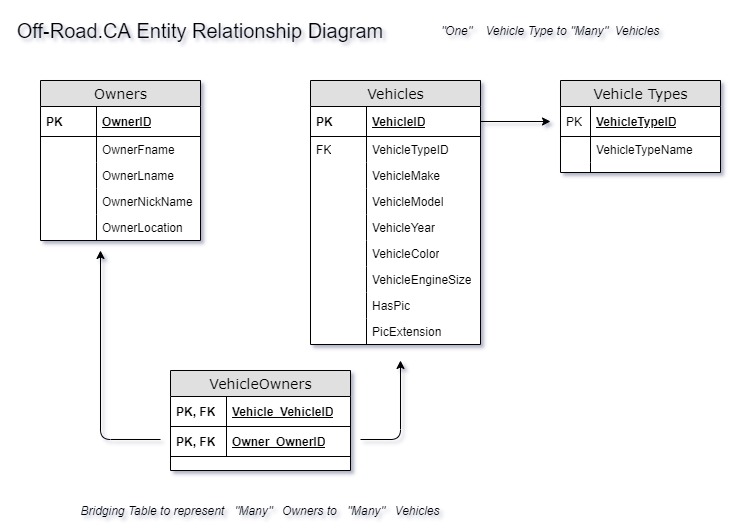 Off-Road.CA Entity Relationship Diagram
"One" Vehicle Type to "Many" Vehicles
Owners
PK OwnerID
OwnerFname
OwnerLname
OwnerNickName
OwnerLocation
Vehicles
PK VehicleID
FK VehicleTypeID
VehicleMake
VehicleModel
VehicleYear
VehicleColor
VehicleEngineSize
HasPic
PicExtension
Vehicle Types
PK VehicleTypeID
VehicleTypeName
VehicleOwners
PK, FK Vehicle_VehicleID
PK, FK Owner_OwnerID
Bridging Table to represent "Many" Owners to "Many" Vehicles